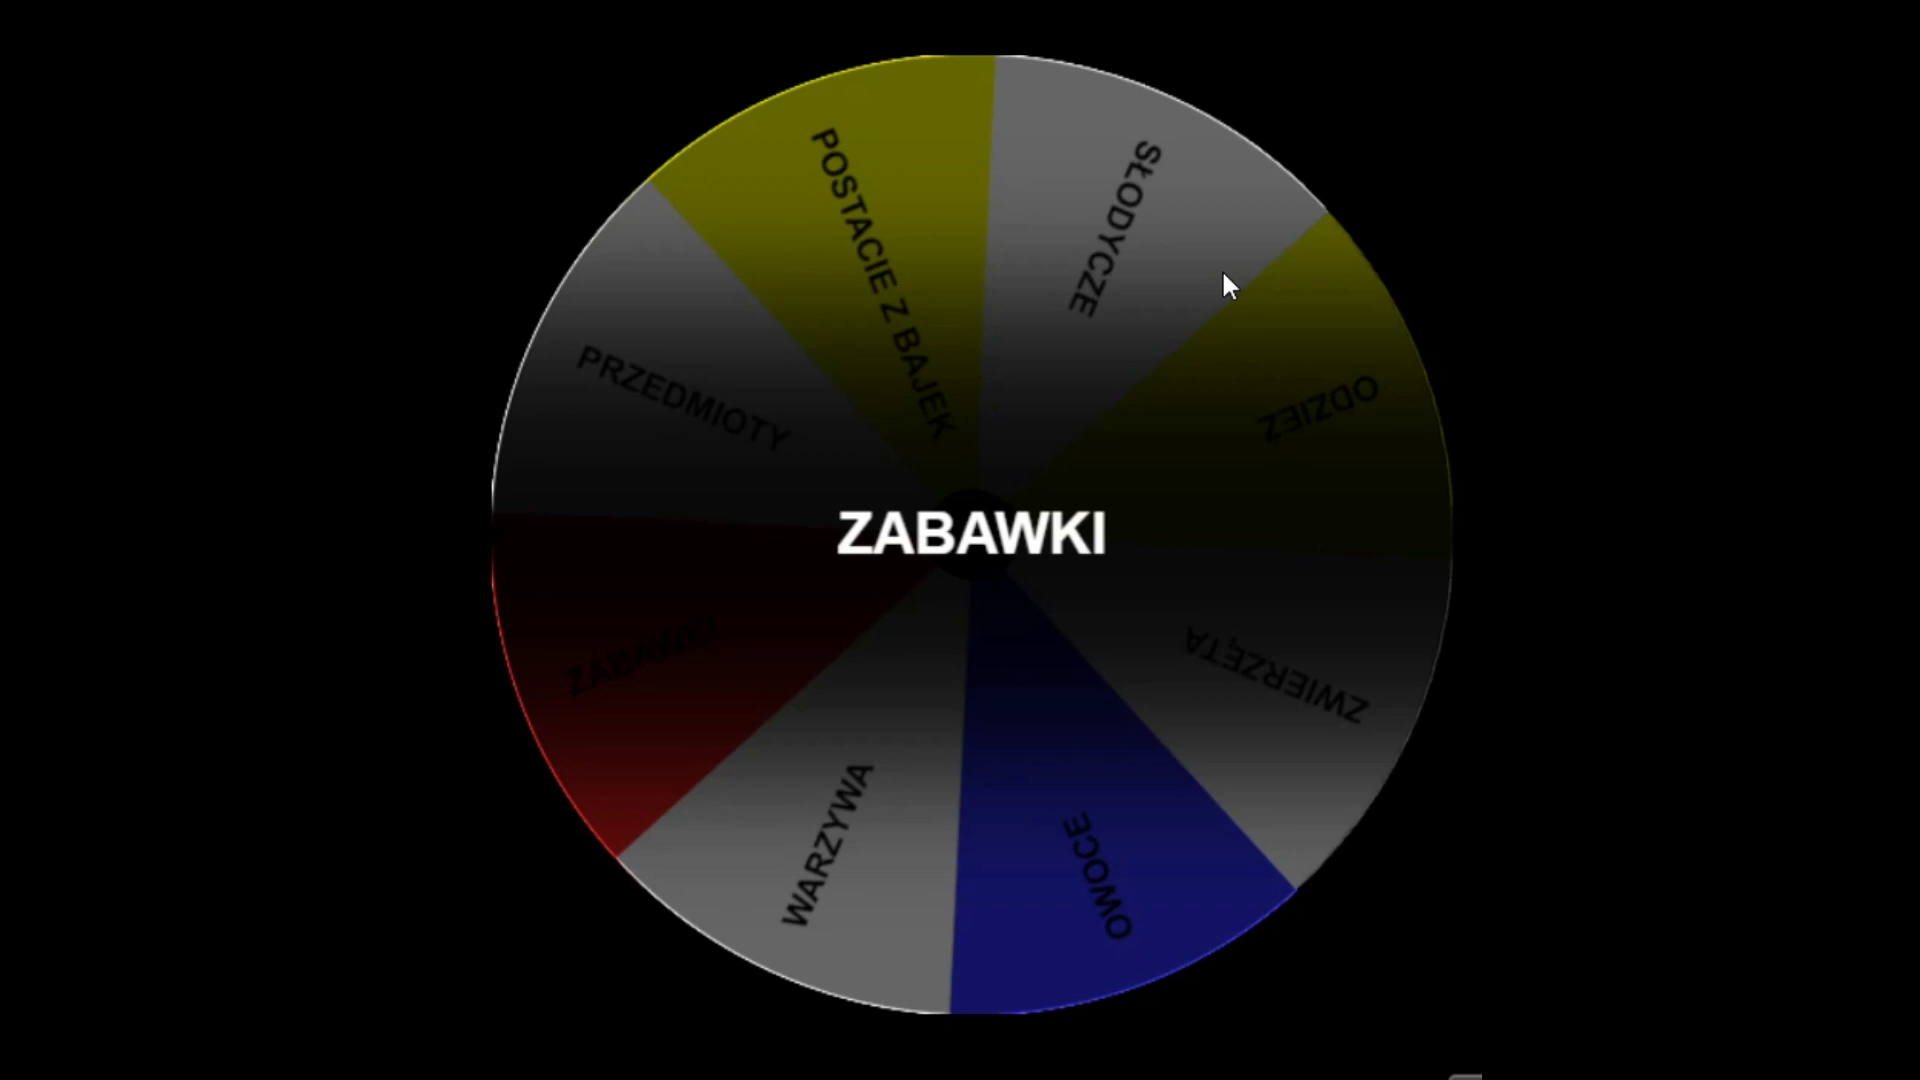 POSTACIE Z BAJEK
SŁODYCZE
PRZEDMIOTY
ODZIEŻ
ZABAWKI
ZABAWKI
ZWIERZĘTA
WARZYWA
OWOCE